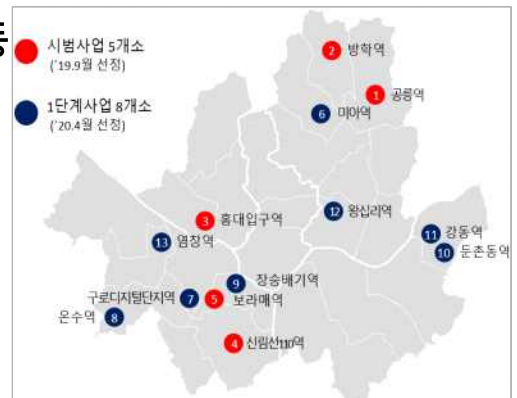 동
시범사업 5개소
('19.9월 선정)
1단계사업 8개소
('20.4월 선정)
2 방학역
1 공릉역
6 미아역
3 홍대입구역
12 왕십리역
13 염창역
11 강동역
10 둔촌동역
9 장승배기역
구로디지털단지역 7
5 보라매역
온수역 8
4 신림선110역